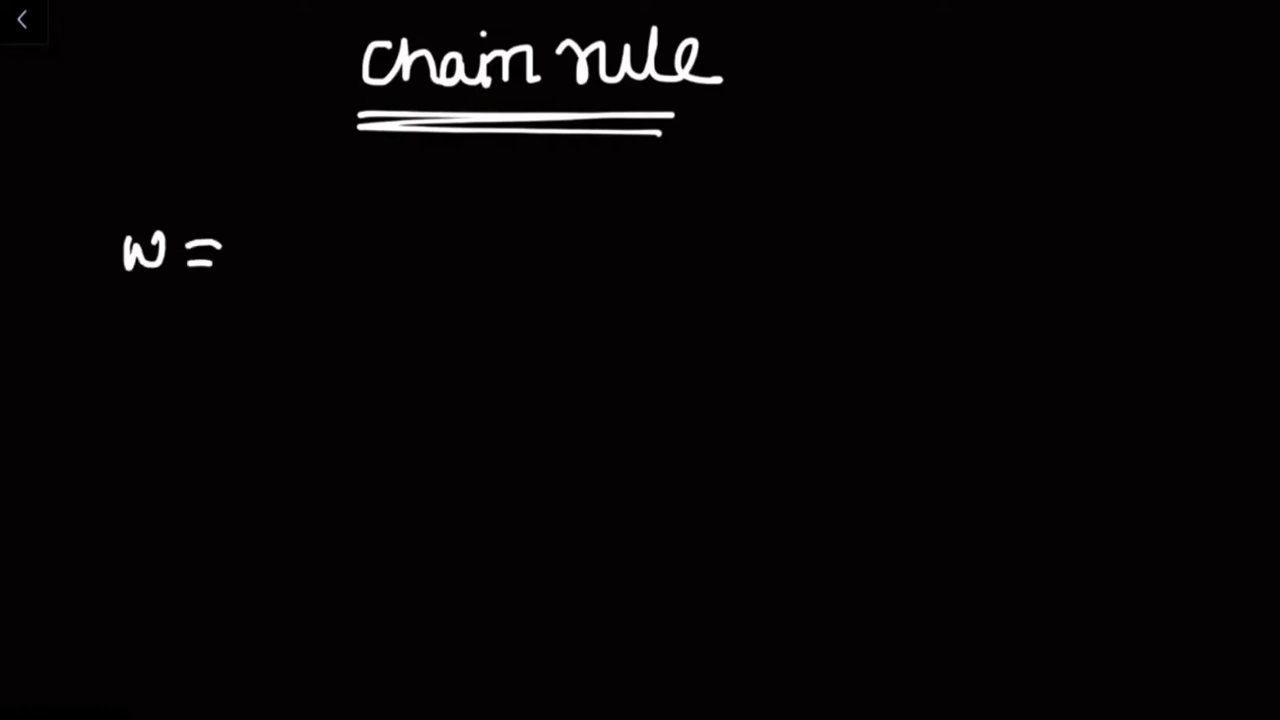 chain rule
w =